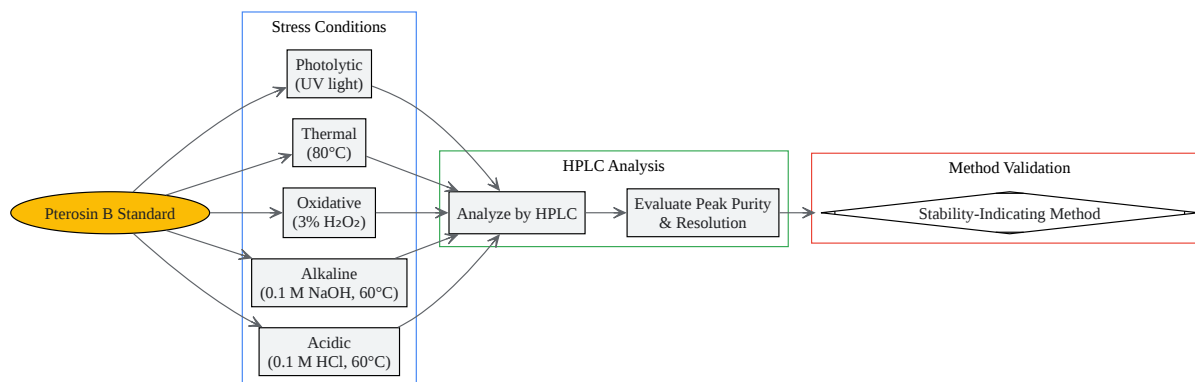 Stress Conditions
Photolytic
(UV light)
Thermal
(80°C)
HPLC Analysis
Method Validation
Pterosin B Standard
Oxidative
(3% H₂O₂)
Analyze by HPLC
Evaluate Peak Purity
& Resolution
Stability-Indicating Method
Alkaline
(0.1 M NaOH, 60°C)
Acidic
(0.1 M HCl, 60°C)